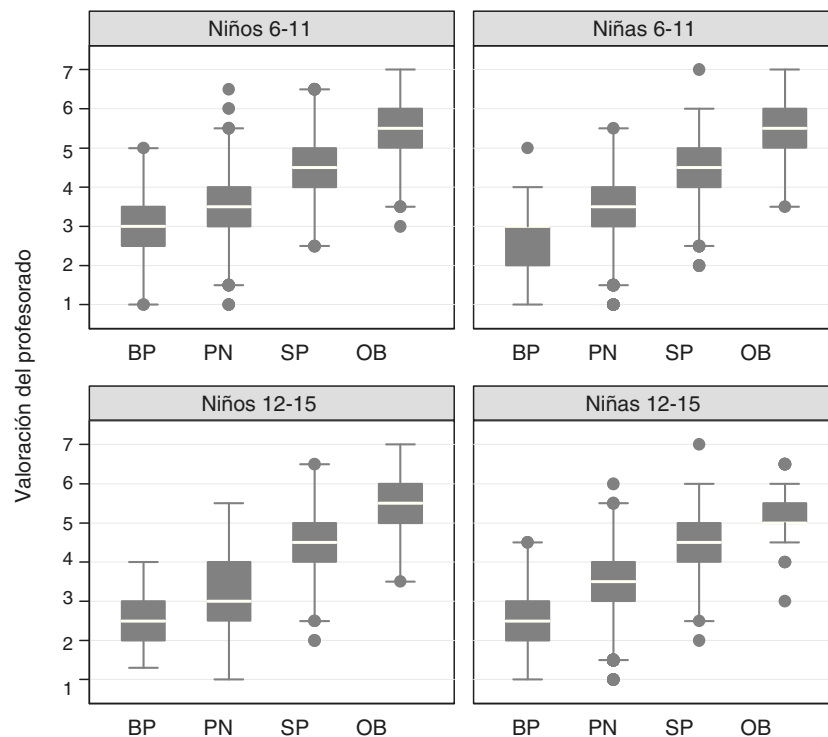 Valoración del profesorado
Niños 6-11
7
6
5
4
3
2
1
BP PN SP OB
Niñas 6-11
BP PN SP OB
Niños 12-15
7
6
5
4
3
2
1
BP PN SP OB
Niñas 12-15
BP PN SP OB